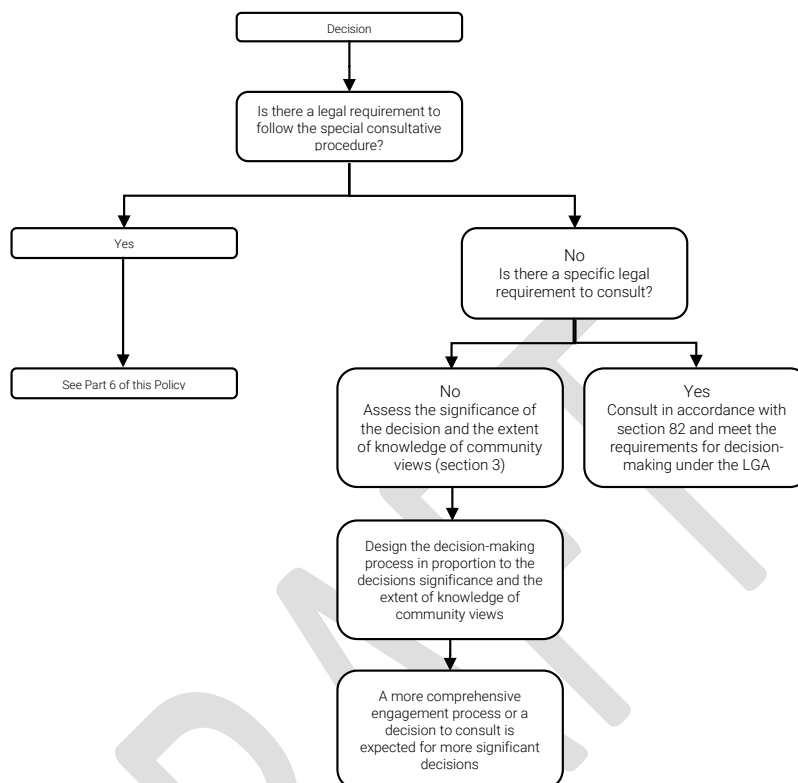 Decision
Is there a legal requirement to
follow the special consultative
procedure?
Yes
No
Is there a specific legal
requirement to consult?
See Part 6 of this Policy
No
Assess the significance of
the decision and the extent
of knowledge of community
views (section 3)
Yes
Consult in accordance with
section 82 and meet the
requirements for decision-
making under the LGA
Design the decision-making
process in proportion to the
decisions significance and the
extent of knowledge of
community views
A more comprehensive
engagement process or a
decision to consult is
expected for more significant
decisions
DRAFT